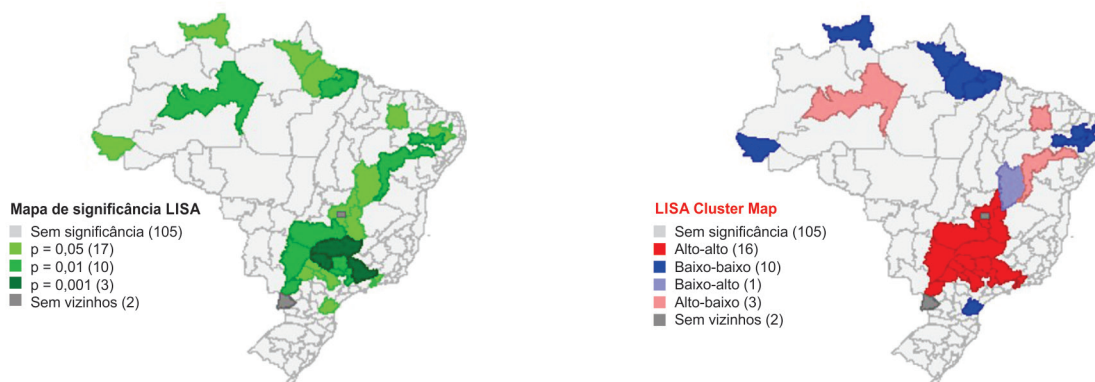 Mapa de significância LISA
Sem significância (105)
p = 0,05 (17)
p = 0,01 (10)
p = 0,001 (3)
Sem vizinhos (2)
LISA Cluster Map
Sem significância (105)
Alto-alto (16)
Baixo-baixo (10)
Baixo-alto (1)
Alto-baixo (3)
Sem vizinhos (2)